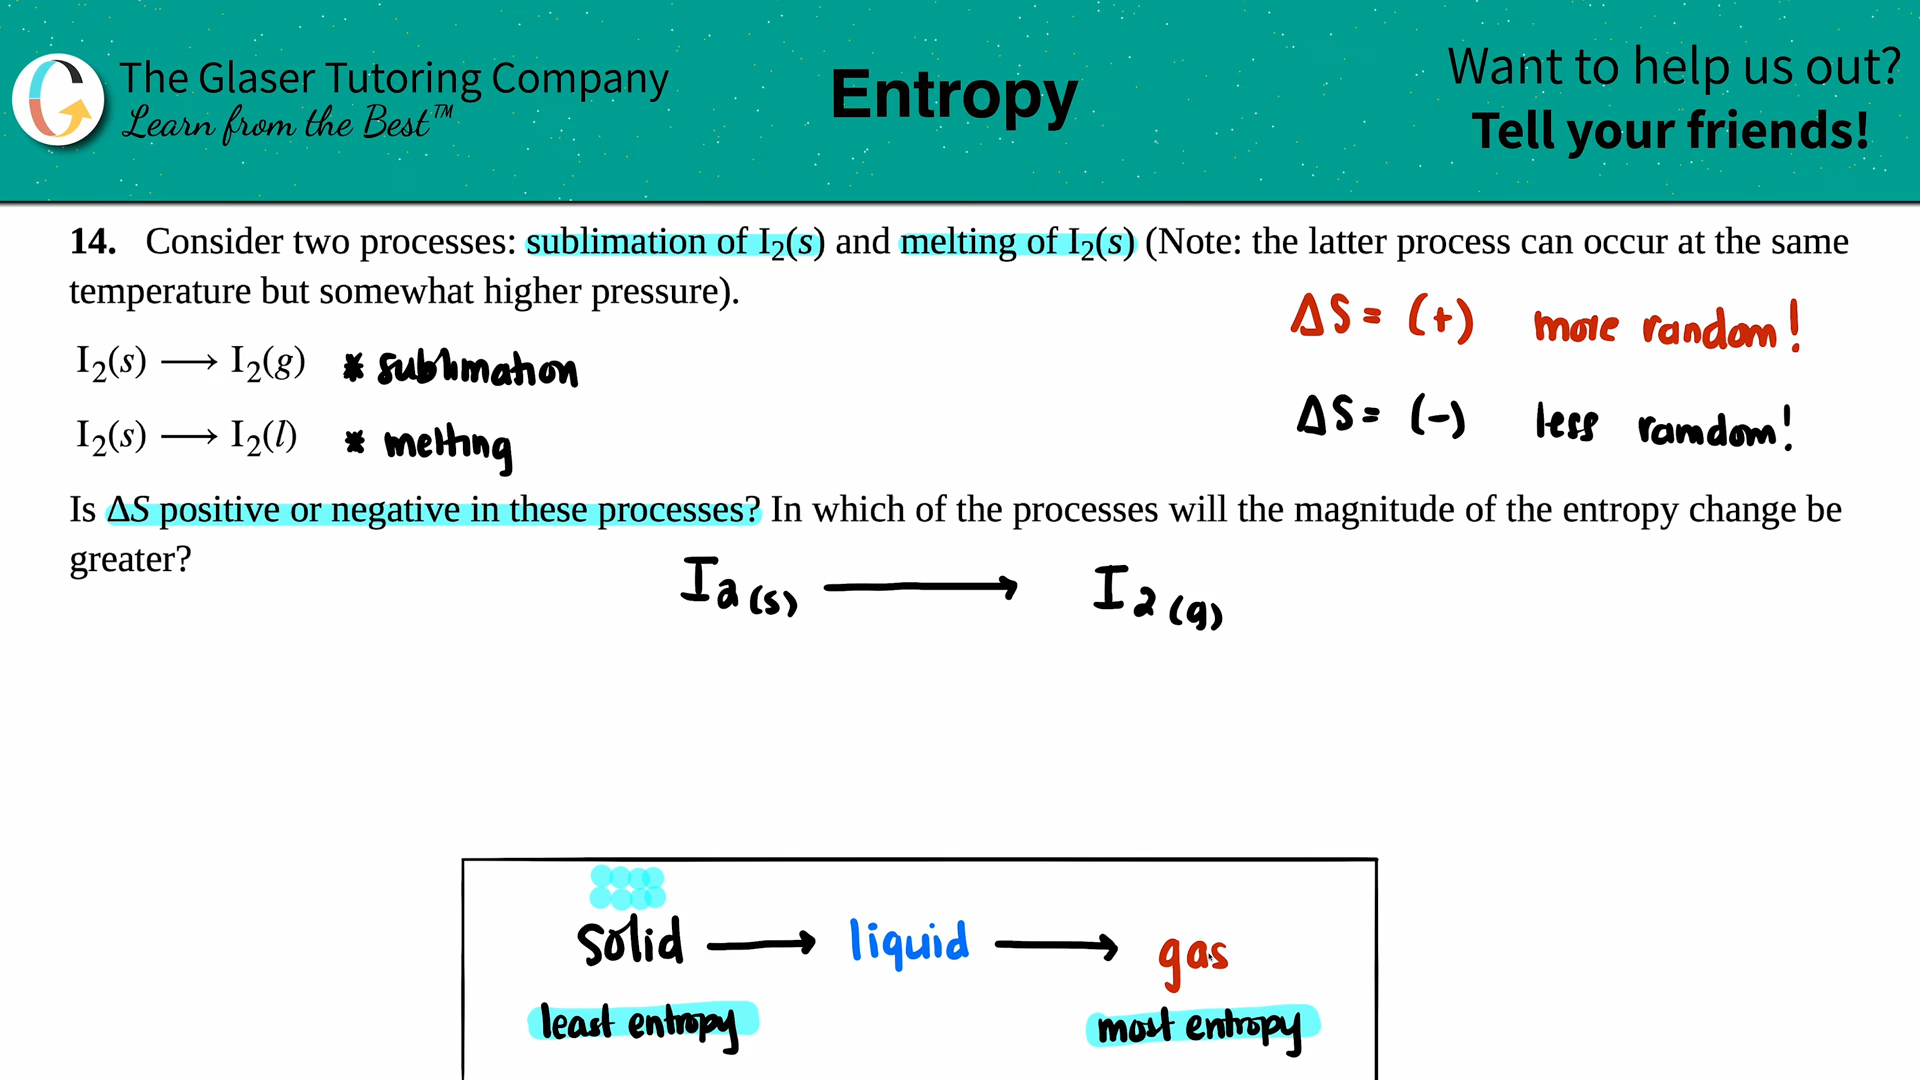 The Glaser Tutoring Company
Learn from the Best™
Entropy
Want to help us out?
Tell your friends!
14. Consider two processes: sublimation of I₂(s) and melting of I₂(s) (Note: the latter process can occur at the same
temperature but somewhat higher pressure).
ΔS = (+) more random!
I₂(s) ⟶ I₂(g) * sublimation
ΔS = (-) less ramdom!
I₂(s) ⟶ I₂(l) * melting
Is ΔS positive or negative in these processes? In which of the processes will the magnitude of the entropy change be
greater?
I₂(s) ⟶ I₂(g)
solid ⟶ liquid ⟶ gas
least entropy most entropy